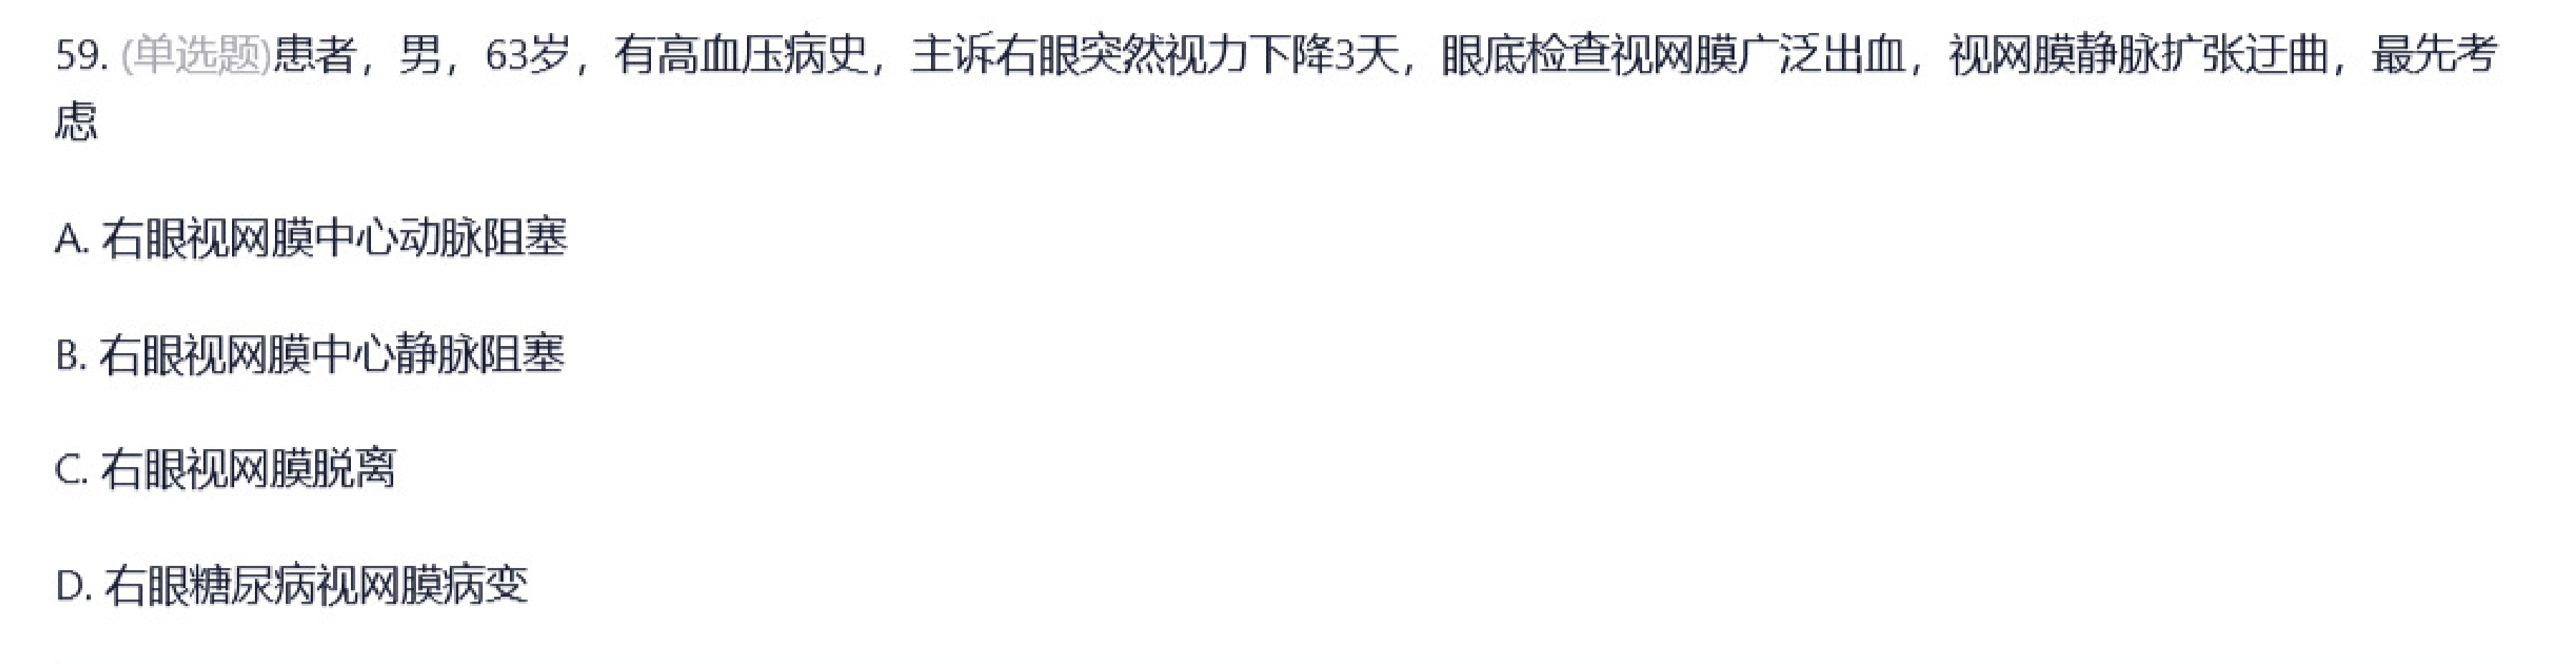 59. (单选题)患者，男，63岁，有高血压病史，主诉右眼突然视力下降3天，眼底检查视网膜广泛出血，视网膜静脉扩张迂曲，最先考
虑
A. 右眼视网膜中心动脉阻塞
B. 右眼视网膜中心静脉阻塞
C. 右眼视网膜脱离
D. 右眼糖尿病视网膜病变